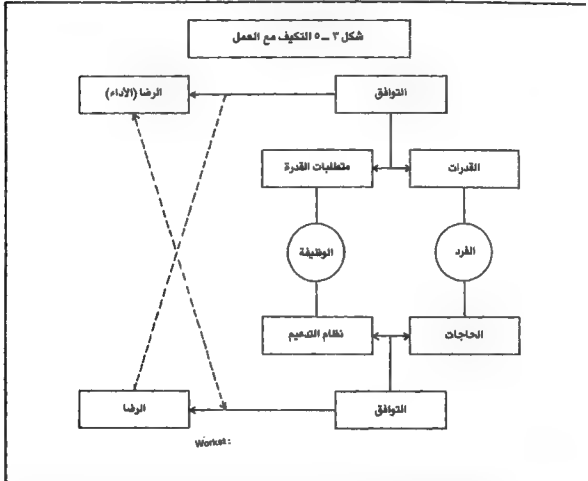 شكل ٣ – ٥ التكيف مع العمل
التوافق
الرضا (الأداء)
القدرات
متطلبات القدرة
الفرد
الوظيفة
الحاجات
نظام التدعيم
التوافق
الرضا
Workst :